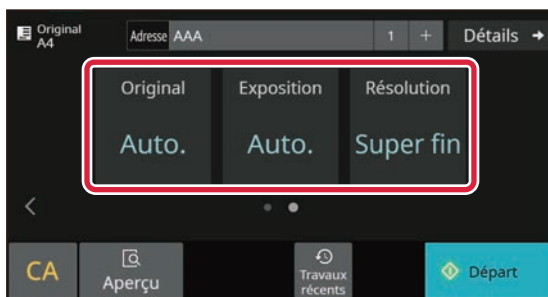 Original
A4
Adresse AAA 1 + Détails →
Original Exposition Résolution
Auto. Auto. Super fin
CA
Aperçu
Travaux
récents
Départ